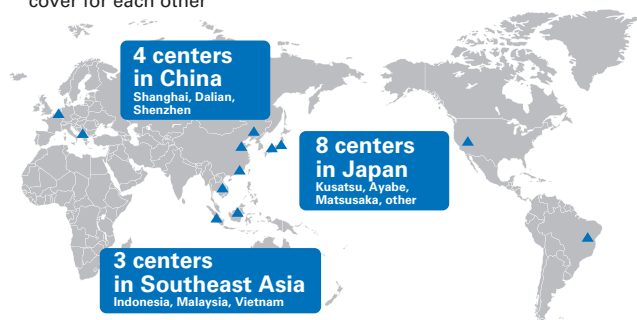 cover for each other
4 centers
in China
Shanghai, Dalian,
Shenzhen
8 centers
in Japan
Kusatsu, Ayabe,
Matsusaka, other
3 centers
in Southeast Asia
Indonesia, Malaysia, Vietnam